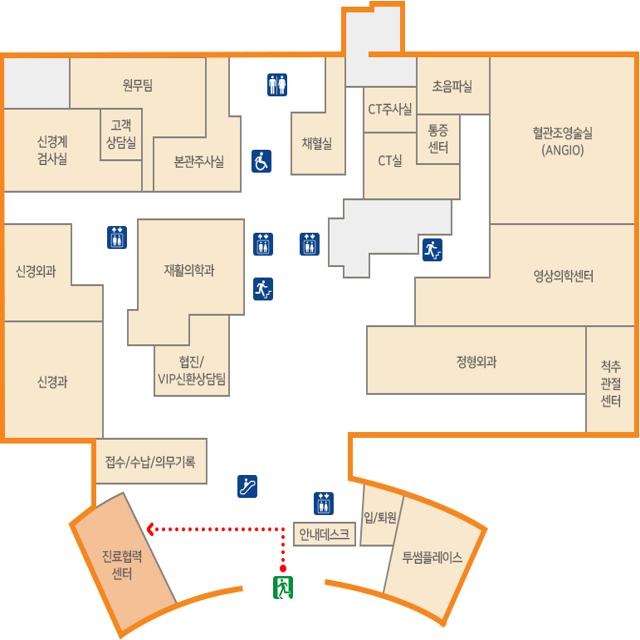 원무팀
초음파실
CT주사실
고객
상담실
신경계
검사실
본관주사실
채혈실
통증
센터
CT실
혈관조영술실
(ANGIO)
신경외과
재활의학과
영상의학센터
협진/
VIP신환상담팀
정형외과
척추
관절
센터
신경과
접수/수납/의무기록
입/퇴원
안내데스크
진료협력
센터
투썸플레이스